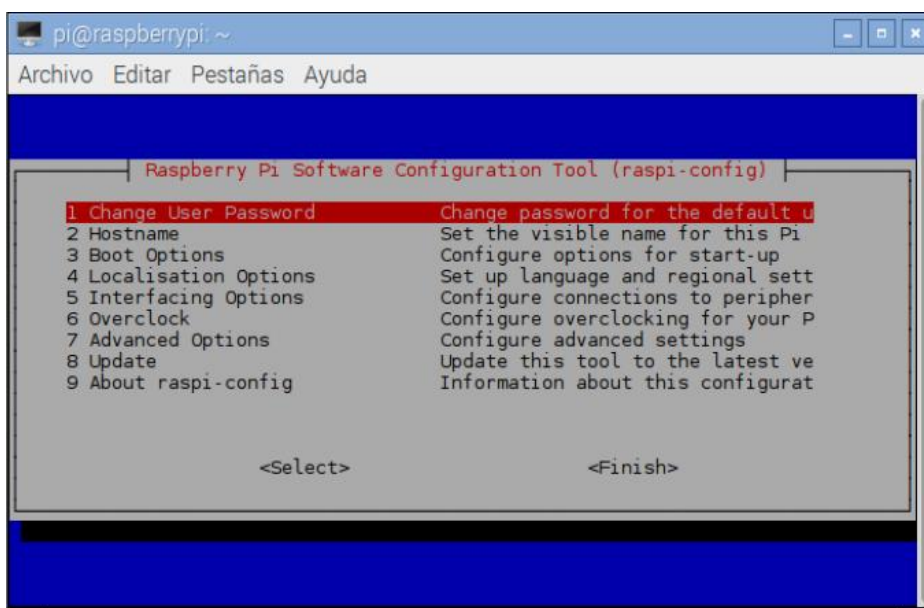 pi@raspberrypi: ~
Archivo Editar Pestañas Ayuda
Raspberry Pi Software Configuration Tool (raspi-config)
1 Change User Password Change password for the default u
2 Hostname Set the visible name for this Pi
3 Boot Options Configure options for start-up
4 Localisation Options Set up language and regional sett
5 Interfacing Options Configure connections to peripher
6 Overclock Configure overclocking for your P
7 Advanced Options Configure advanced settings
8 Update Update this tool to the latest ve
9 About raspi-config Information about this configurat
<Select> <Finish>